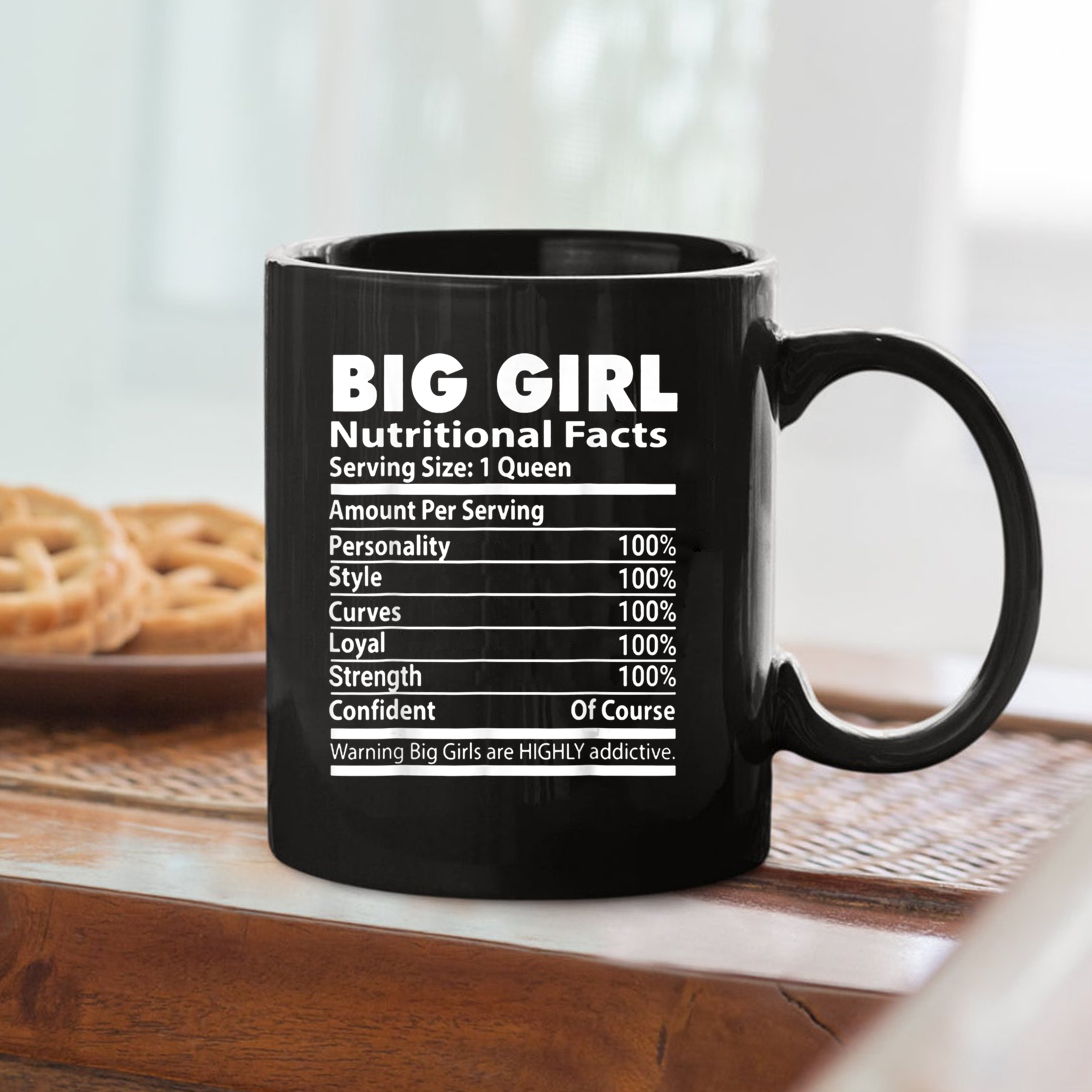 BIG GIRL
Nutritional Facts
Serving Size: 1 Queen
Amount Per Serving
Personality 100%
Style 100%
Curves 100%
Loyal 100%
Strength 100%
Confident Of Course
Warning Big Girls are HIGHLY addictive.